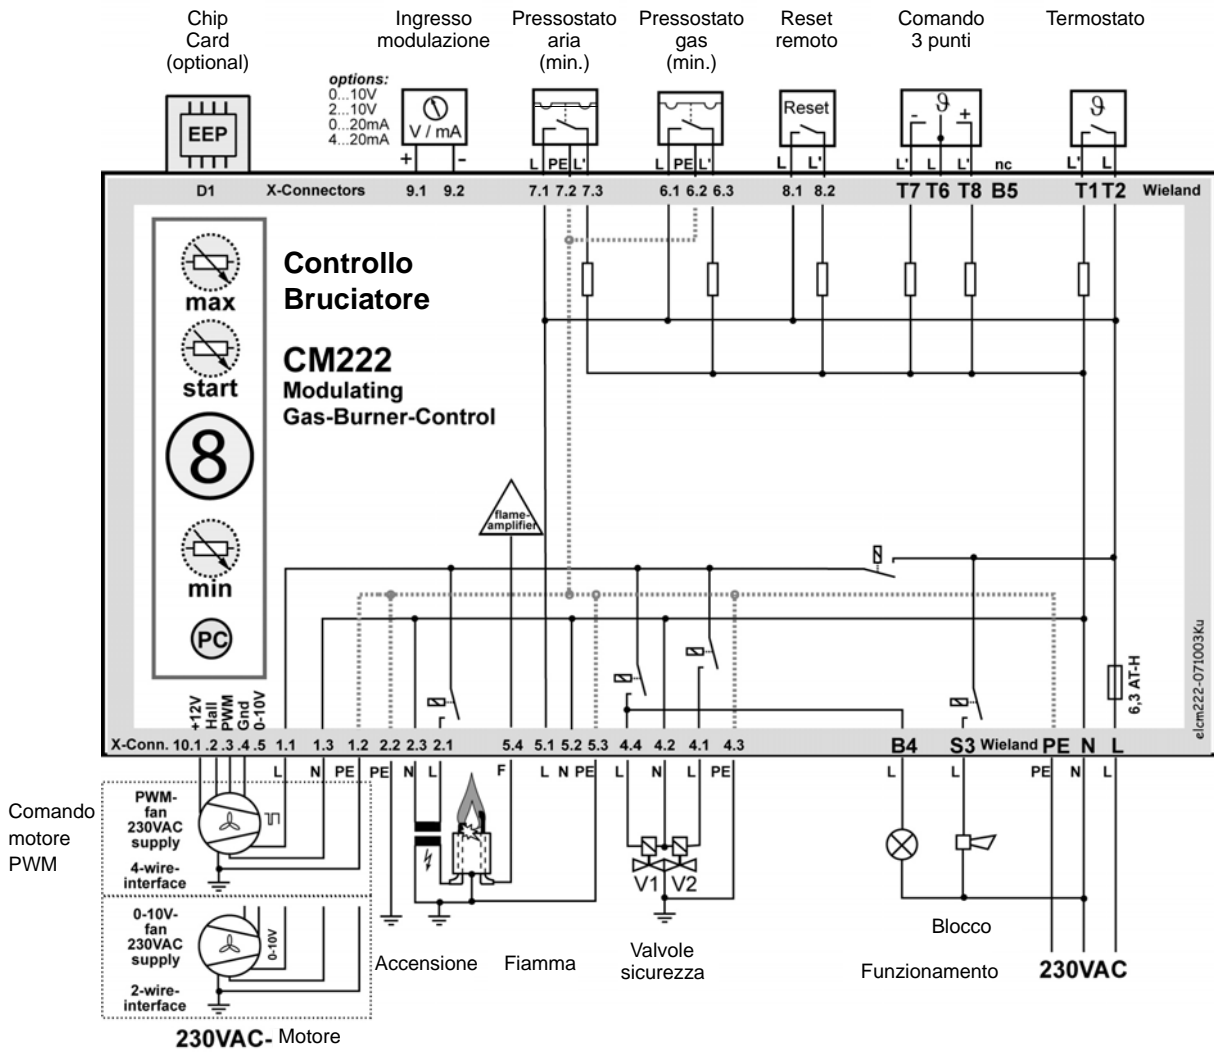 Chip
Card
(optional)
Ingresso
modulazione
Pressostato
aria
(min.)
Pressostato
gas
(min.)
Reset
remoto
Comando
3 punti
Termostato
options:
0...10V
2...10V
0...20mA
4...20mA
EEP
V / mA
Reset
ϑ
- +
ϑ
+ -
L PE L'
L PE L'
L L'
L' L L' nc
L' L
D1 X-Connectors 9.1 9.2 7.1 7.2 7.3 6.1 6.2 6.3 8.1 8.2 T7 T6 T8 B5 T1 T2 Wieland
max
start
8
min
PC
Controllo
Bruciatore
CM222
Modulating
Gas-Burner-Control
flame-
amplifier
6,3 AT-H
elcm222-071003Ku
+12V
Hall
PWM
Gnd
0-10V
X-Conn. 10.1 .2 .3 .4 .5 1.1 1.3 1.2 2.2 2.3 2.1 5.4 5.1 5.2 5.3 4.4 4.2 4.1 4.3 B4 S3 Wieland PE N L
L N PE PE N L F L N PE L N L PE L L PE N L
Comando
motore
PWM
PWM-
fan
230VAC
supply
4-wire-
interface
0-10V-
fan
230VAC
supply
2-wire-
interface
0-10V
230VAC- Motore
Accensione
Fiamma
V1 V2
Valvole
sicurezza
Funzionamento
Blocco
230VAC